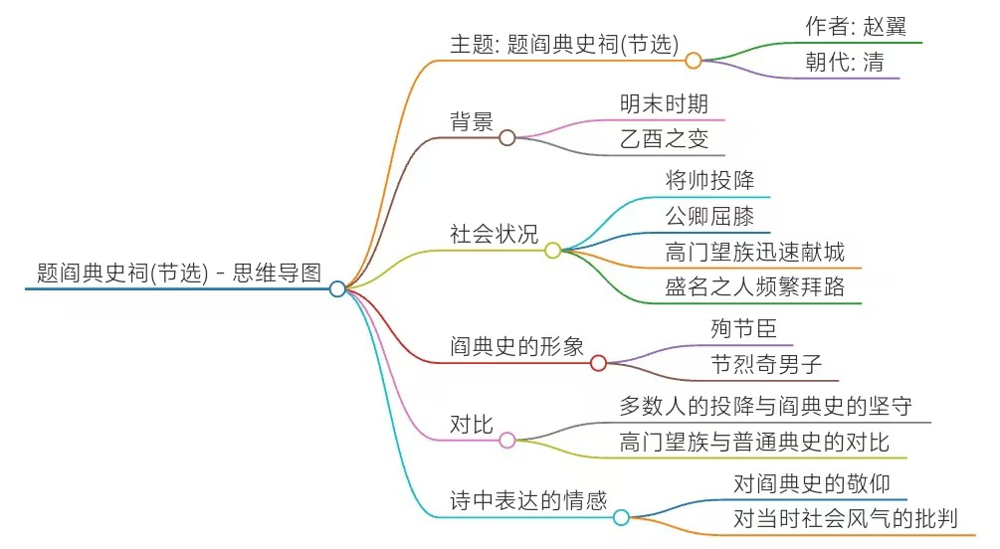 题阎典史祠(节选) - 思维导图
主题: 题阎典史祠(节选)
作者: 赵翼
朝代: 清
背景
明末时期
乙酉之变
社会状况
将帅投降
公卿屈膝
高门望族迅速献城
盛名之人频繁拜路
阎典史的形象
殉节臣
节烈奇男子
对比
多数人的投降与阎典史的坚守
高门望族与普通典史的对比
诗中表达的情感
对阎典史的敬仰
对当时社会风气的批判